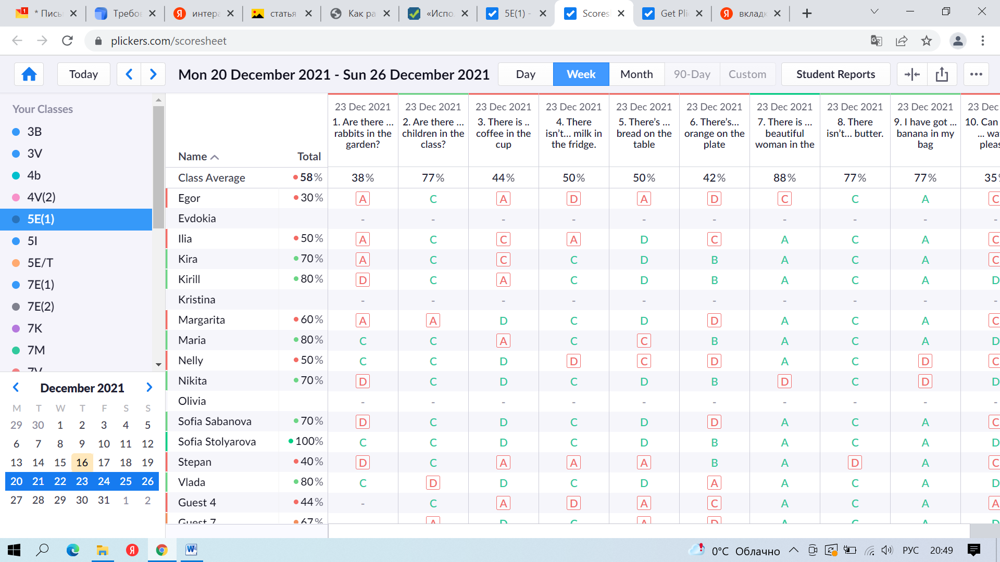 * Письм Требов интера статья Как ра «Испо 5E(1) - Scores Get Pli вкладк
plickers.com/scoresheet
Today Mon 20 December 2021 - Sun 26 December 2021 Day Week Month 90-Day Custom Student Reports
Your Classes
3B
3V
4b
4V(2)
5E(1)
5I
5E/T
7E(1)
7E(2)
7K
7M
7V
December 2021
M T W T F S S
29 30 1 2 3 4 5
6 7 8 9 10 11 12
13 14 15 16 17 18 19
20 21 22 23 24 25 26
27 28 29 30 31 1 2
23 Dec 2021 23 Dec 2021 23 Dec 2021 23 Dec 2021 23 Dec 2021 23 Dec 2021 23 Dec 2021 23 Dec 2021 23 Dec 2021 23 Dec
1. Are there ... 2. Are there ... 3. There is .. 4. There 5. There’s ... 6. There’s... 7. There is ... 8. There 9. I have got ... 10. Can
rabbits in the children in the coffee in the isn’t... milk in bread on the orange on the beautiful isn’t... butter. banana in my ... wa
garden? class? cup the fridge. table plate woman in the bag pleas
Name Total
Class Average 58% 38% 77% 44% 50% 50% 42% 88% 77% 77% 35
Egor 30% A C A D A D C C A C
Evdokia - - - - - - - - - -
Ilia 50% A C C A D C A C A C
Kira 70% A C C C D B A C A C
Kirill 80% D C A C D B A C A D
Kristina - - - - - - - - - -
Margarita 60% A A D C D D A C A C
Maria 80% C C A C C B A C A D
Nelly 50% C C D D C D A C D C
Nikita 70% D C D C D B D C D D
Olivia - - - - - - - - - -
Sofia Sabanova 70% D C D C D D A C A C
Sofia Stolyarova 100% C C D C D B A C A D
Stepan 40% D C A A A B A D A C
Vlada 80% C D D C D A A C A D
Guest 4 44% - C A D A C A C A A
Guest 7 67% A D C A D A C A D
0°C Облачно РУС 20:49